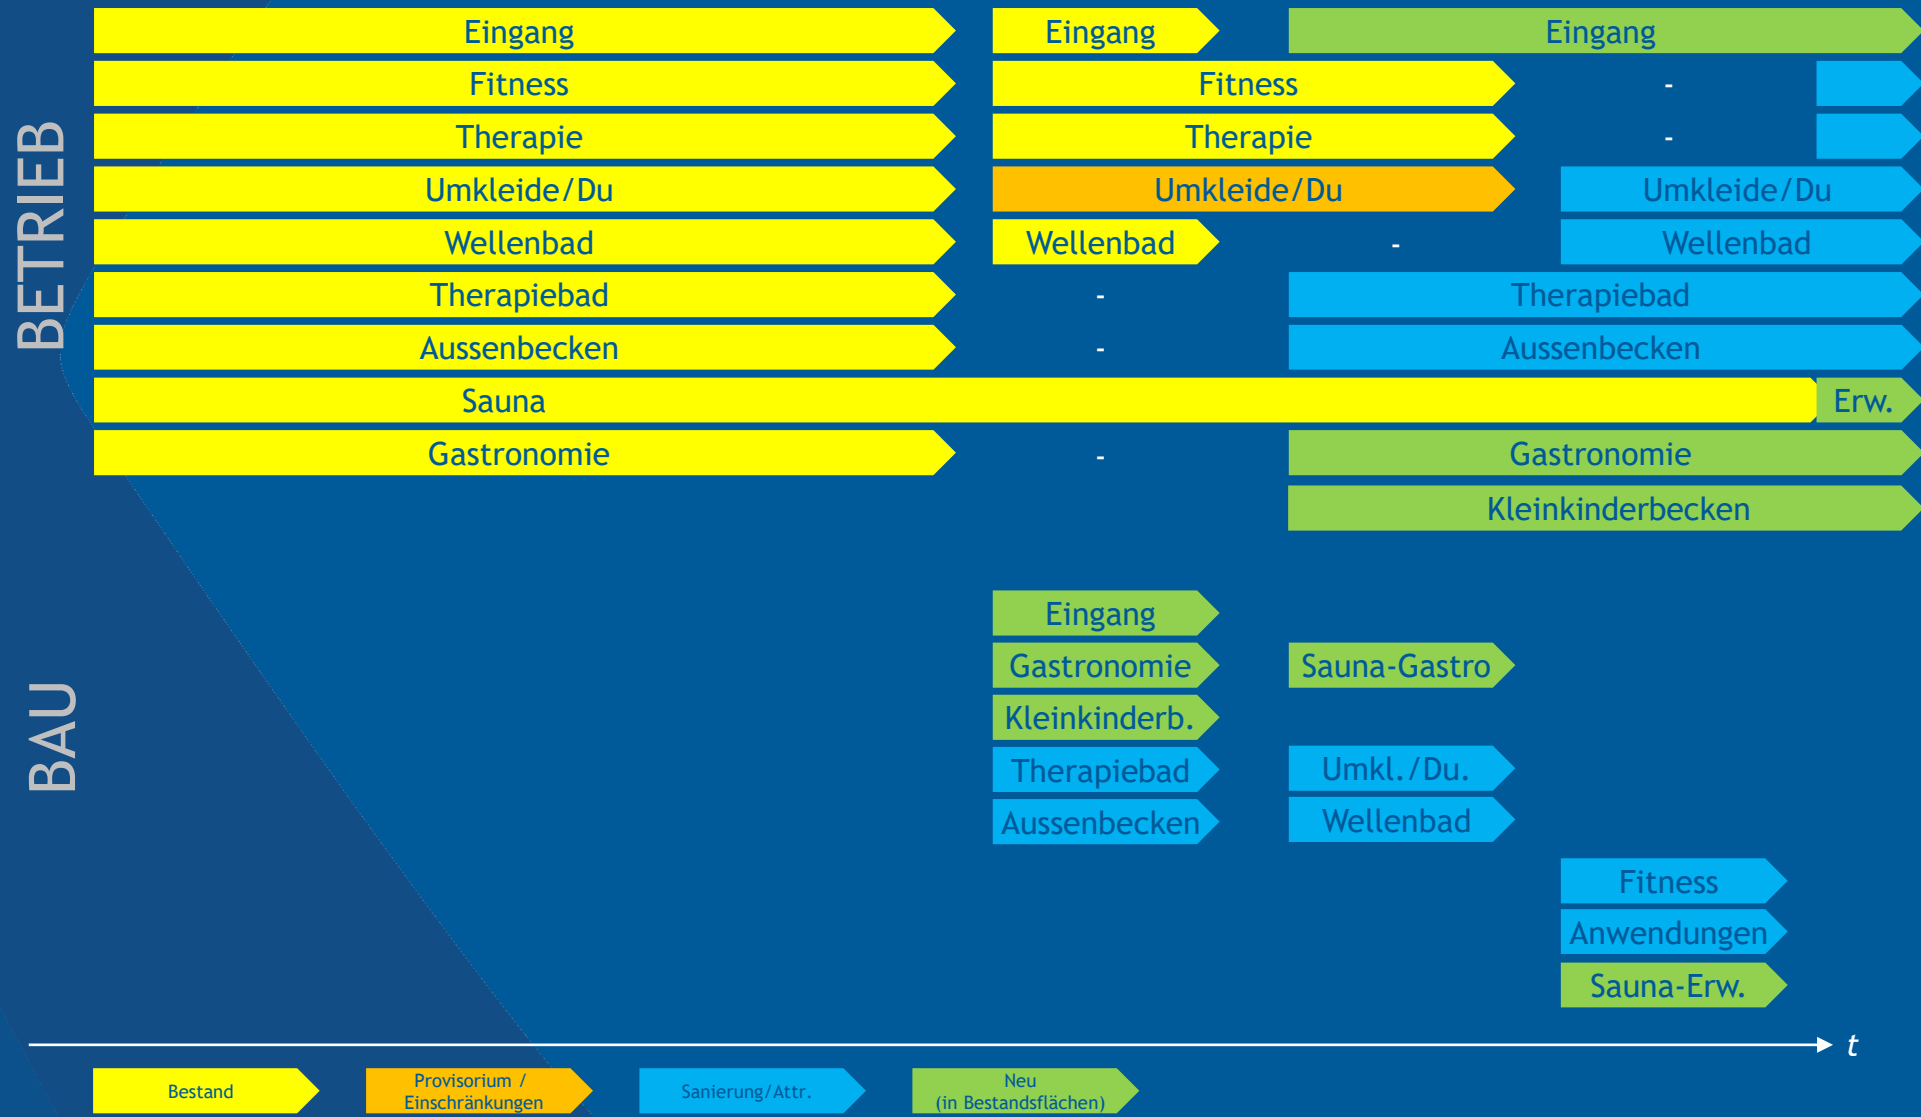 BETRIEB
Eingang Eingang Eingang
Fitness Fitness -
Therapie Therapie -
Umkleide/Du Umkleide/Du Umkleide/Du
Wellenbad Wellenbad - Wellenbad
Therapiebad - Therapiebad
Aussenbecken - Aussenbecken
Sauna Erw.
Gastronomie - Gastronomie
Kleinkinderbecken
BAU
Eingang
Gastronomie Sauna-Gastro
Kleinkinderb.
Therapiebad Umkl./Du.
Aussenbecken Wellenbad
Fitness
Anwendungen
Sauna-Erw.
t
Bestand
Provisorium /
Einschränkungen
Sanierung/Attr.
Neu
(in Bestandsflächen)